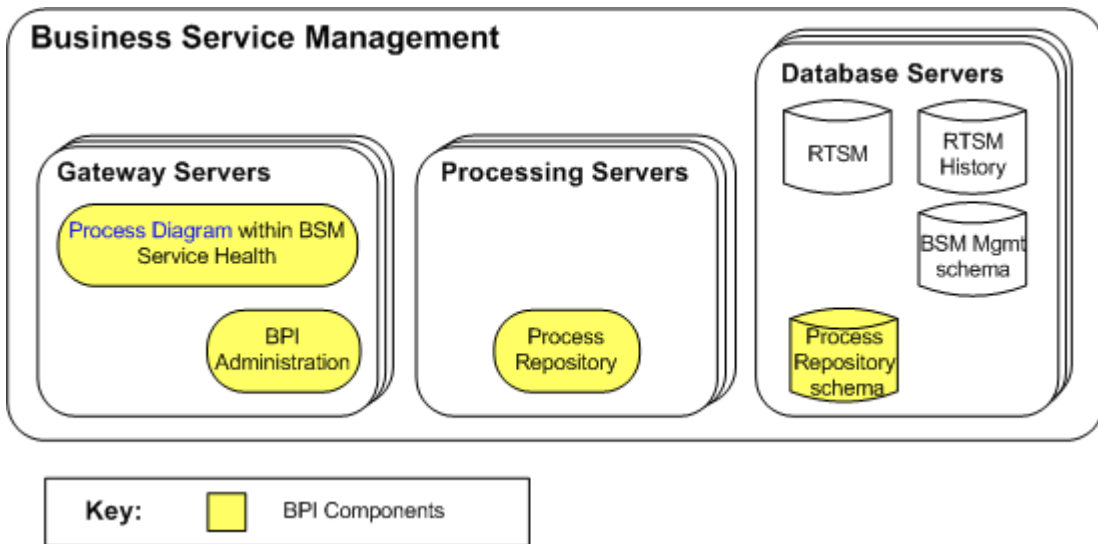 Business Service Management
Gateway Servers
Process Diagram within BSM
Service Health
BPI
Administration
Processing Servers
Process
Repository
Database Servers
RTSM
RTSM
History
BSM Mgmt
schema
Process
Repository
schema
Key:
BPI Components